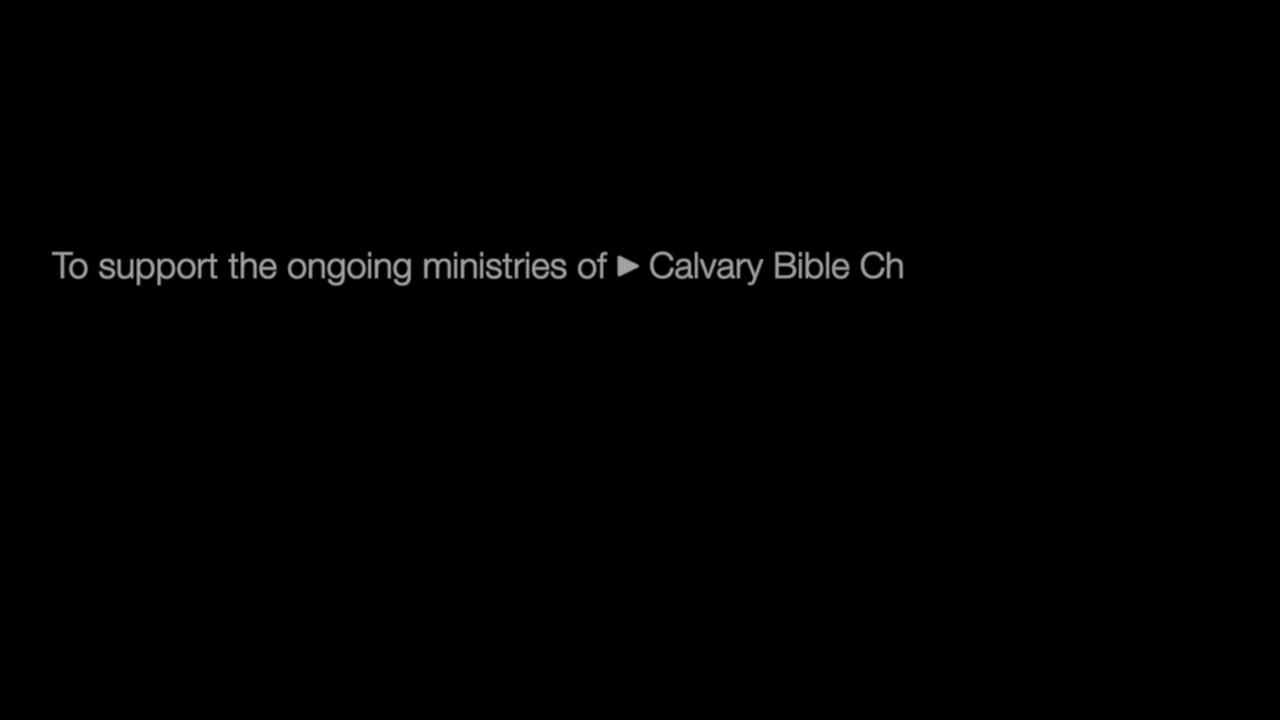 To support the ongoing ministries of ▶ Calvary Bible Ch